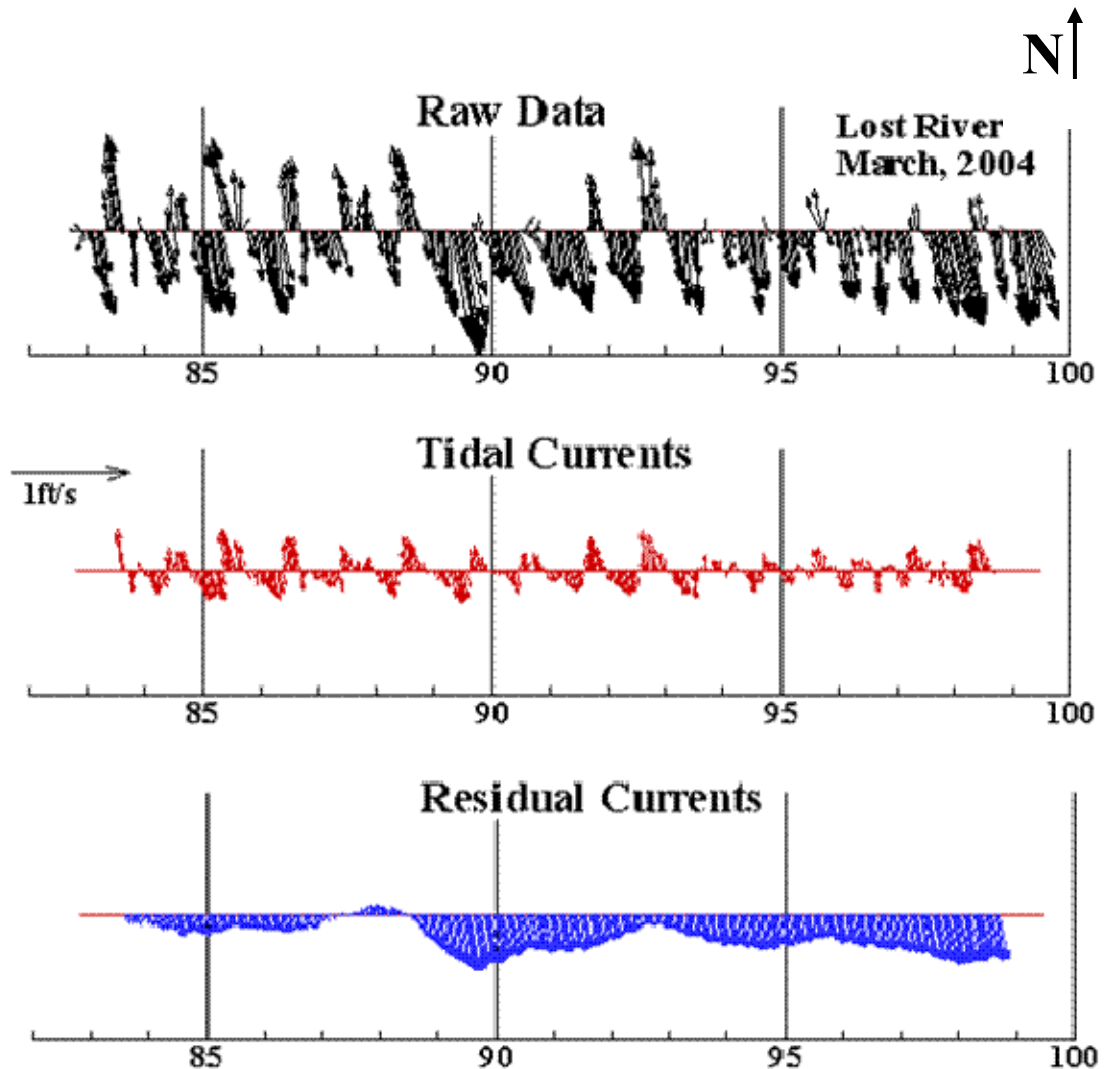 N
Raw Data
Lost River
March, 2004
85 90 95 100
Tidal Currents
1ft/s
85 90 95 100
Residual Currents
85 90 95 100